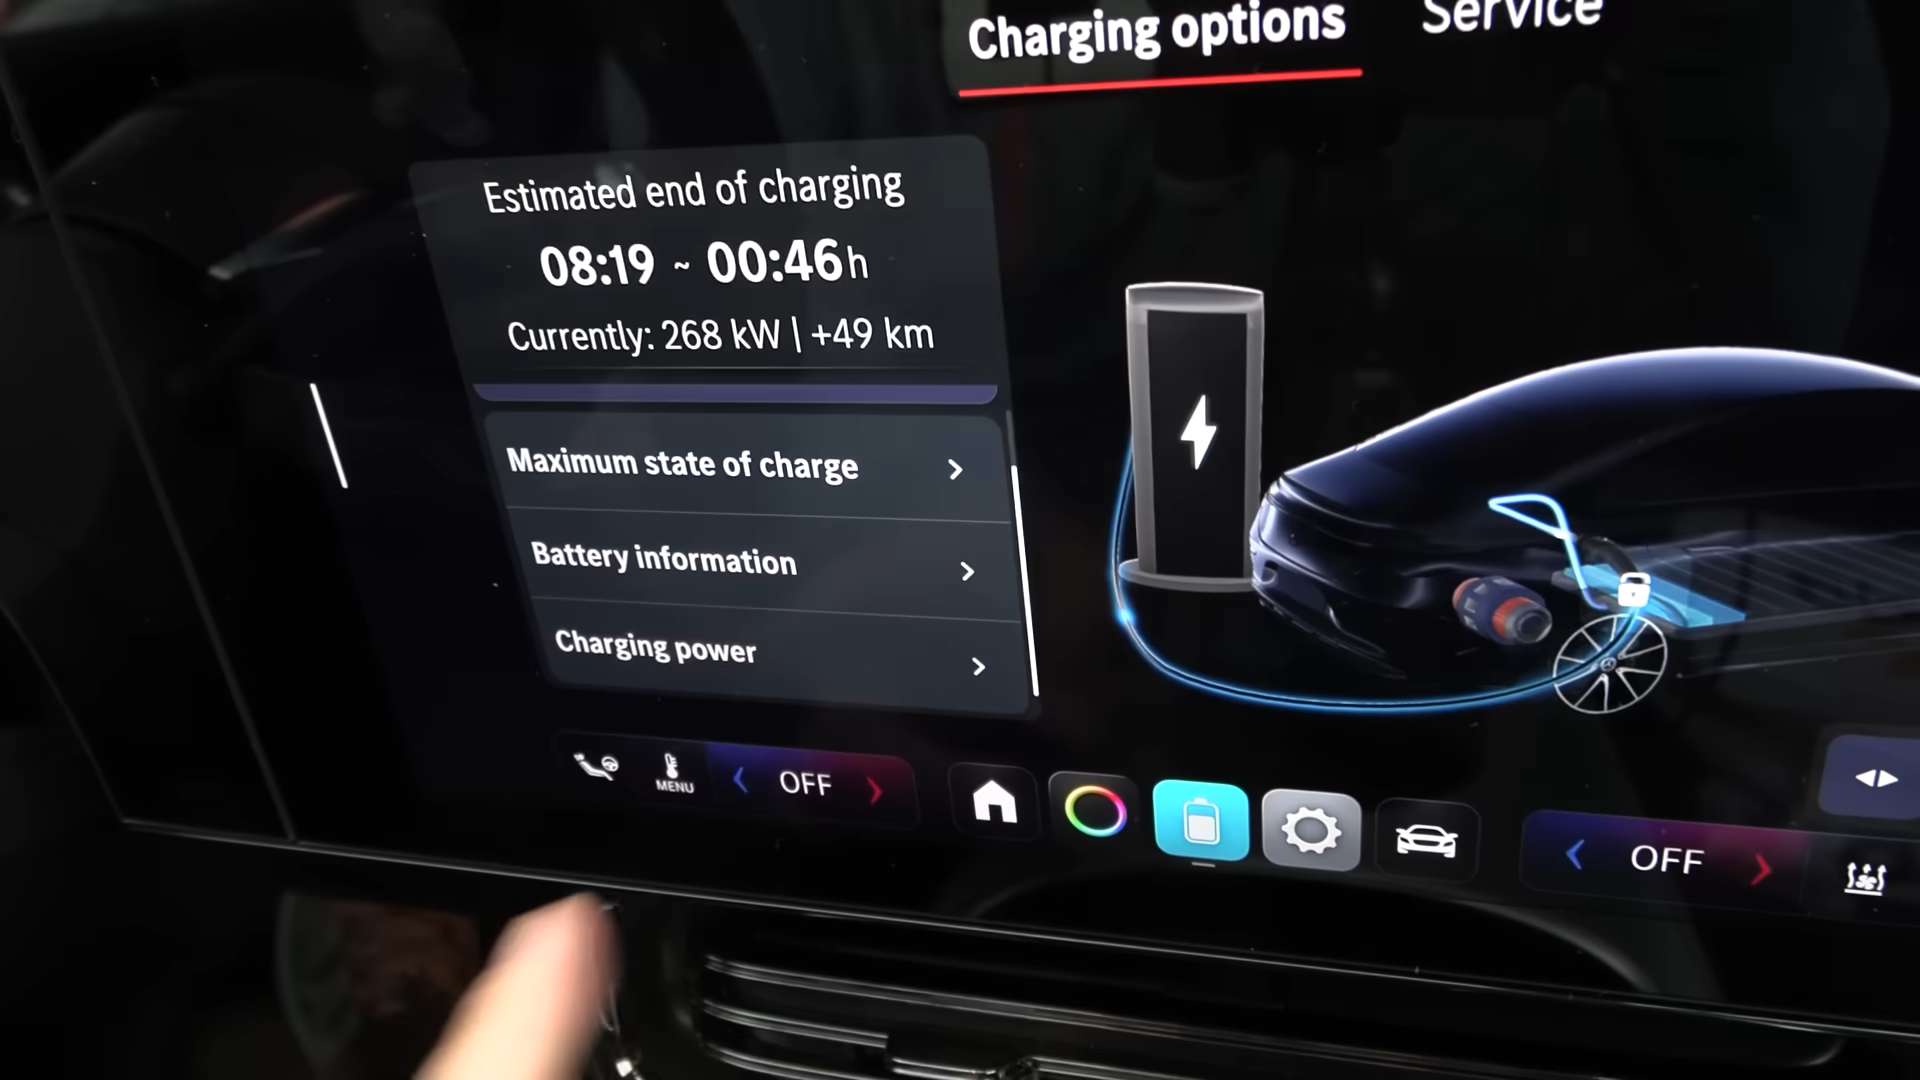 Charging options
Service
Estimated end of charging
08:19 ~ 00:46 h
Currently: 268 kW | +49 km
Maximum state of charge
Battery information
Charging power
MENU
OFF
OFF